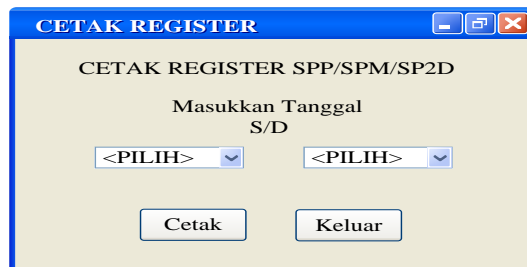 CETAK REGISTER
CETAK REGISTER SPP/SPM/SP2D
Masukkan Tanggal
S/D
<PILIH> <PILIH>
Cetak Keluar